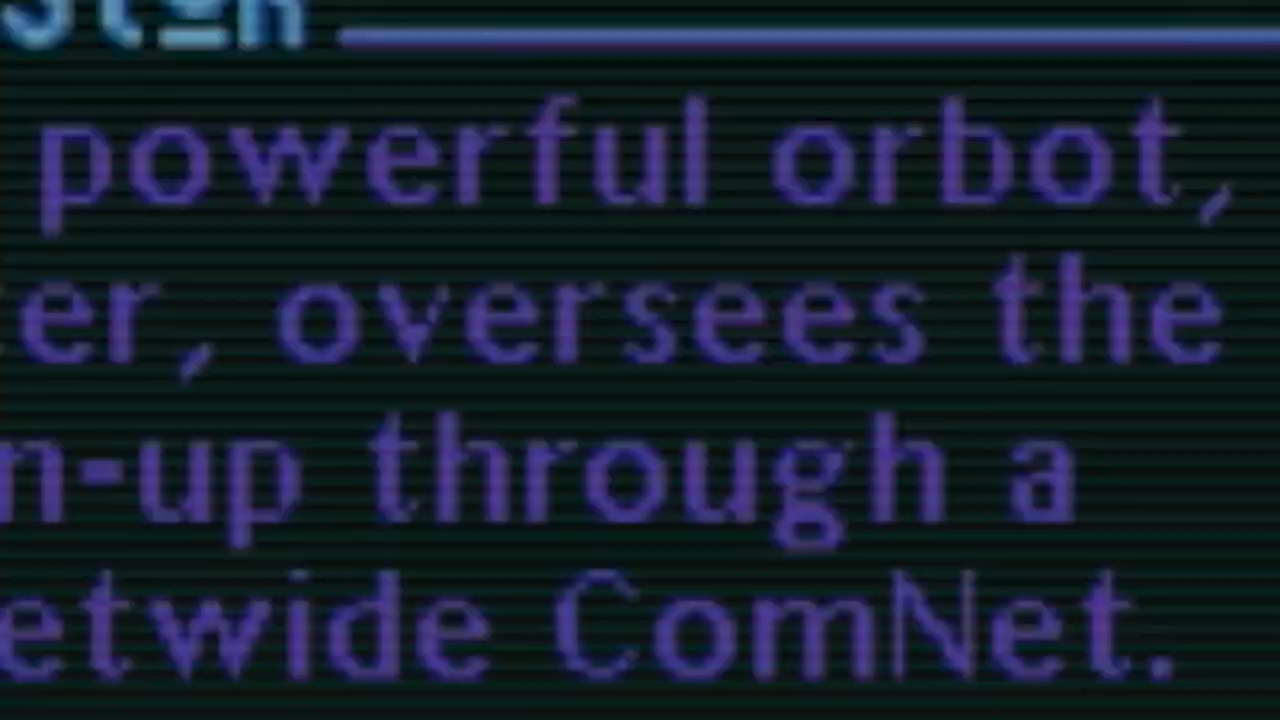 powerful orbot,
er, oversees the
n-up through a
etwide ComNet.